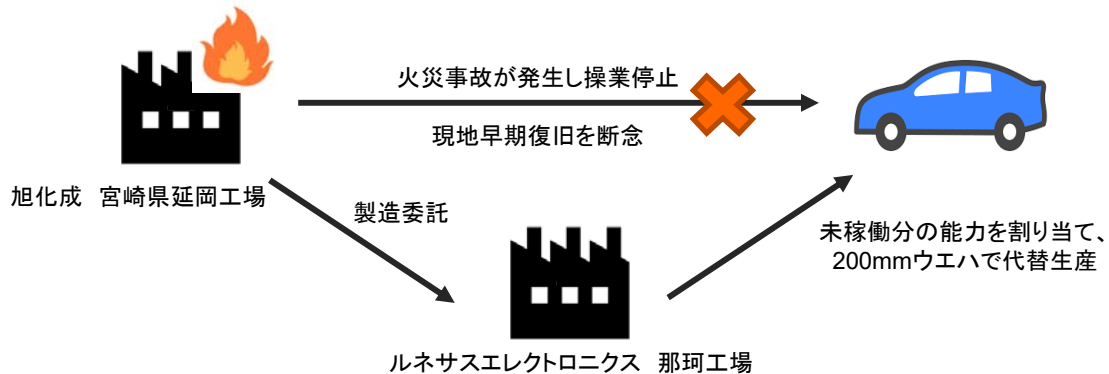 火災事故が発生し操業停止
現地早期復旧を断念
旭化成　宮崎県延岡工場
製造委託
未稼働分の能力を割り当て、
200mmウエハで代替生産
ルネサスエレクトロニクス　那珂工場